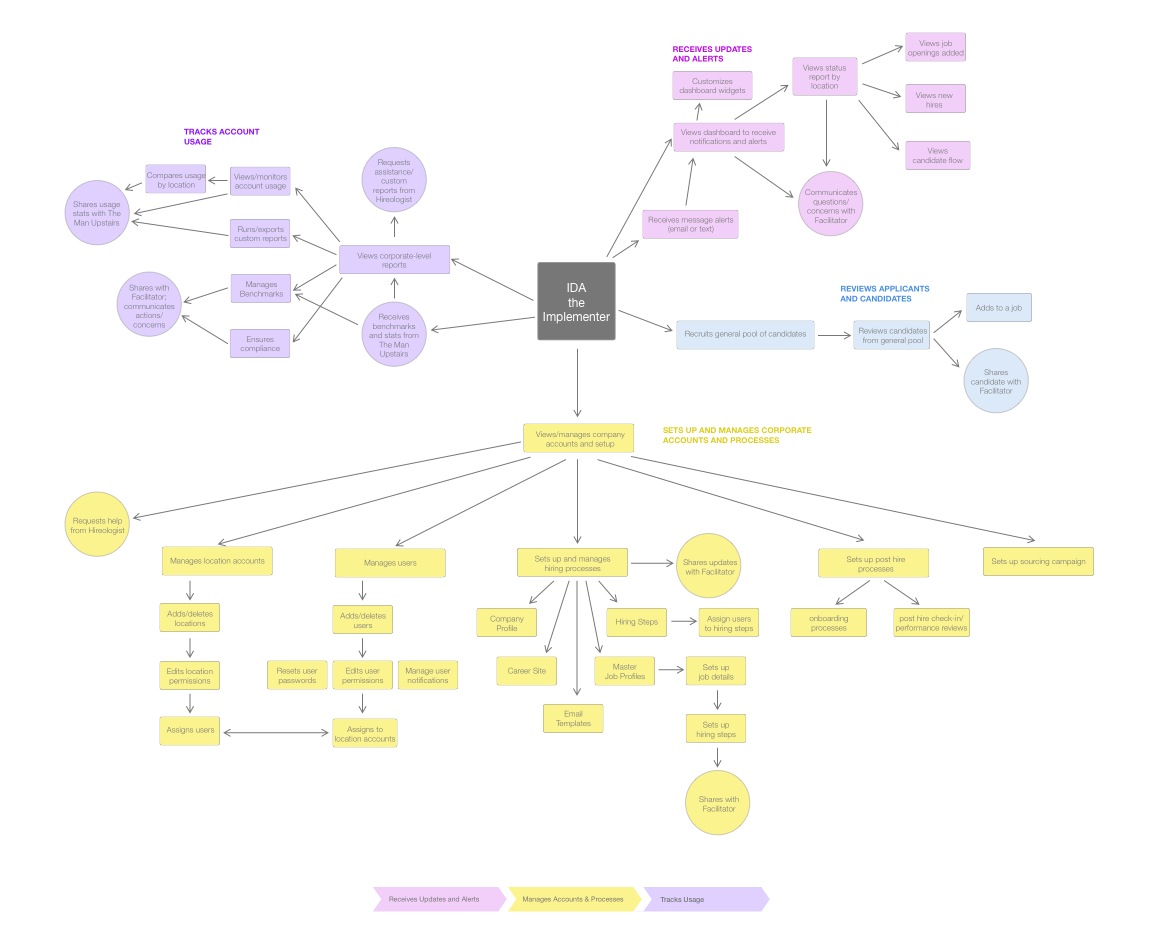 RECEIVES UPDATES
AND ALERTS
Views job
openings added
Customizes
dashboard widgets
Views status
report by
location
Views new
hires
Views dashboard to receive
notifications and alerts
Views
candidate flow
Communicates
questions/
concerns with
Facilitator
Receives message alerts
(email or text)
TRACKS ACCOUNT
USAGE
Requests
assistance/
custom
reports from
Hireologist
Compares usage
by location
Views/monitors
account usage
Shares usage
stats with The
Man Upstairs
Runs/exports
custom reports
Views corporate-level
reports
Manages
Benchmarks
Shares with
Facilitator;
communicates
actions/
concerns
Ensures
compliance
Receives
benchmarks
and stats from
The Man
Upstairs
IDA
the
Implementer
REVIEWS APPLICANTS
AND CANDIDATES
Adds to a job
Recruits general pool of candidates
Reviews candidates
from general pool
Shares
candidate with
Facilitator
Views/manages company
accounts and setup
SETS UP AND MANAGES CORPORATE
ACCOUNTS AND PROCESSES
Requests help
from Hireologist
Manages location accounts
Manages users
Sets up and manages
hiring processes
Shares updates
with Facilitator
Sets up post hire
processes
Sets up sourcing campaign
Adds/deletes
locations
Adds/deletes
users
Company
Profile
Hiring Steps
Assign users
to hiring steps
onboarding
processes
post hire check-in/
performance reviews
Edits location
permissions
Resets user
passwords
Edits user
permissions
Manage user
notifications
Career Site
Master
Job Profiles
Sets up
job details
Assigns users
Assigns to
location accounts
Email
Templates
Sets up
hiring steps
Shares with
Facilitator
Receives Updates and Alerts
Manages Accounts & Processes
Tracks Usage